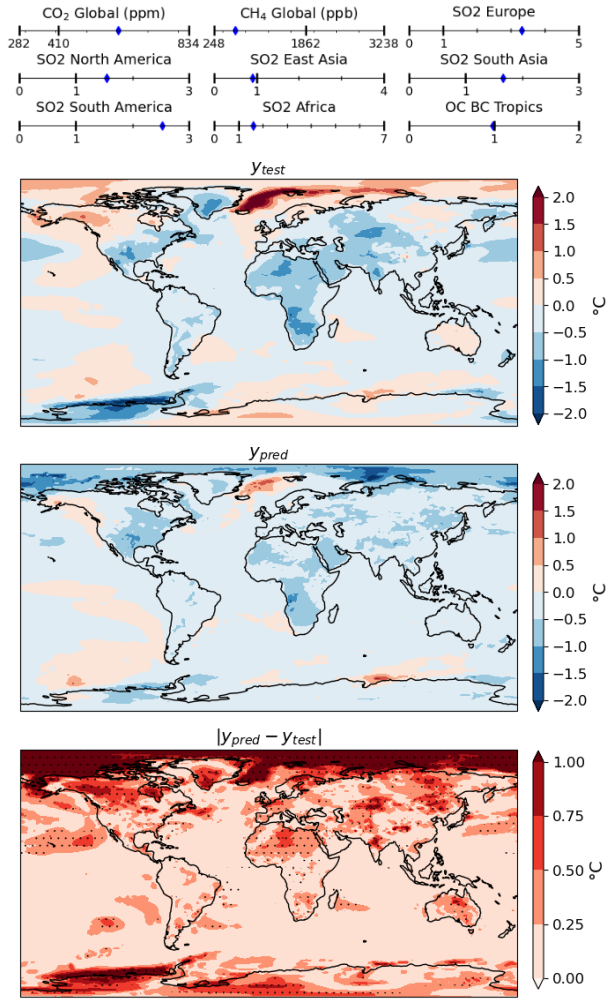 CO₂ Global (ppm) CH₄ Global (ppb) SO2 Europe
282 410 834 248 1862 3238 0 1 5
SO2 North America SO2 East Asia SO2 South Asia
0 1 3 0 1 4 0 1 3
SO2 South America SO2 Africa OC BC Tropics
0 1 3 0 1 7 0 1 2
y_test
2.0
1.5
1.0
0.5
0.0
−0.5
−1.0
−1.5
−2.0
°C
y_pred
2.0
1.5
1.0
0.5
0.0
−0.5
−1.0
−1.5
−2.0
°C
|y_pred − y_test|
1.00
0.75
0.50
0.25
0.00
°C